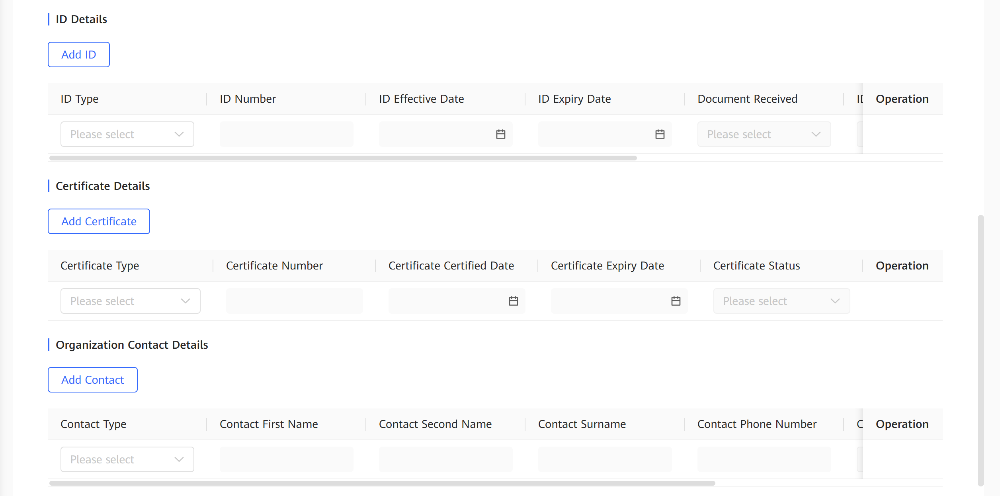 ID Details
Add ID
ID Type ID Number ID Effective Date ID Expiry Date Document Received ID Operation
Please select Please select
Certificate Details
Add Certificate
Certificate Type Certificate Number Certificate Certified Date Certificate Expiry Date Certificate Status Operation
Please select Please select
Organization Contact Details
Add Contact
Contact Type Contact First Name Contact Second Name Contact Surname Contact Phone Number C Operation
Please select